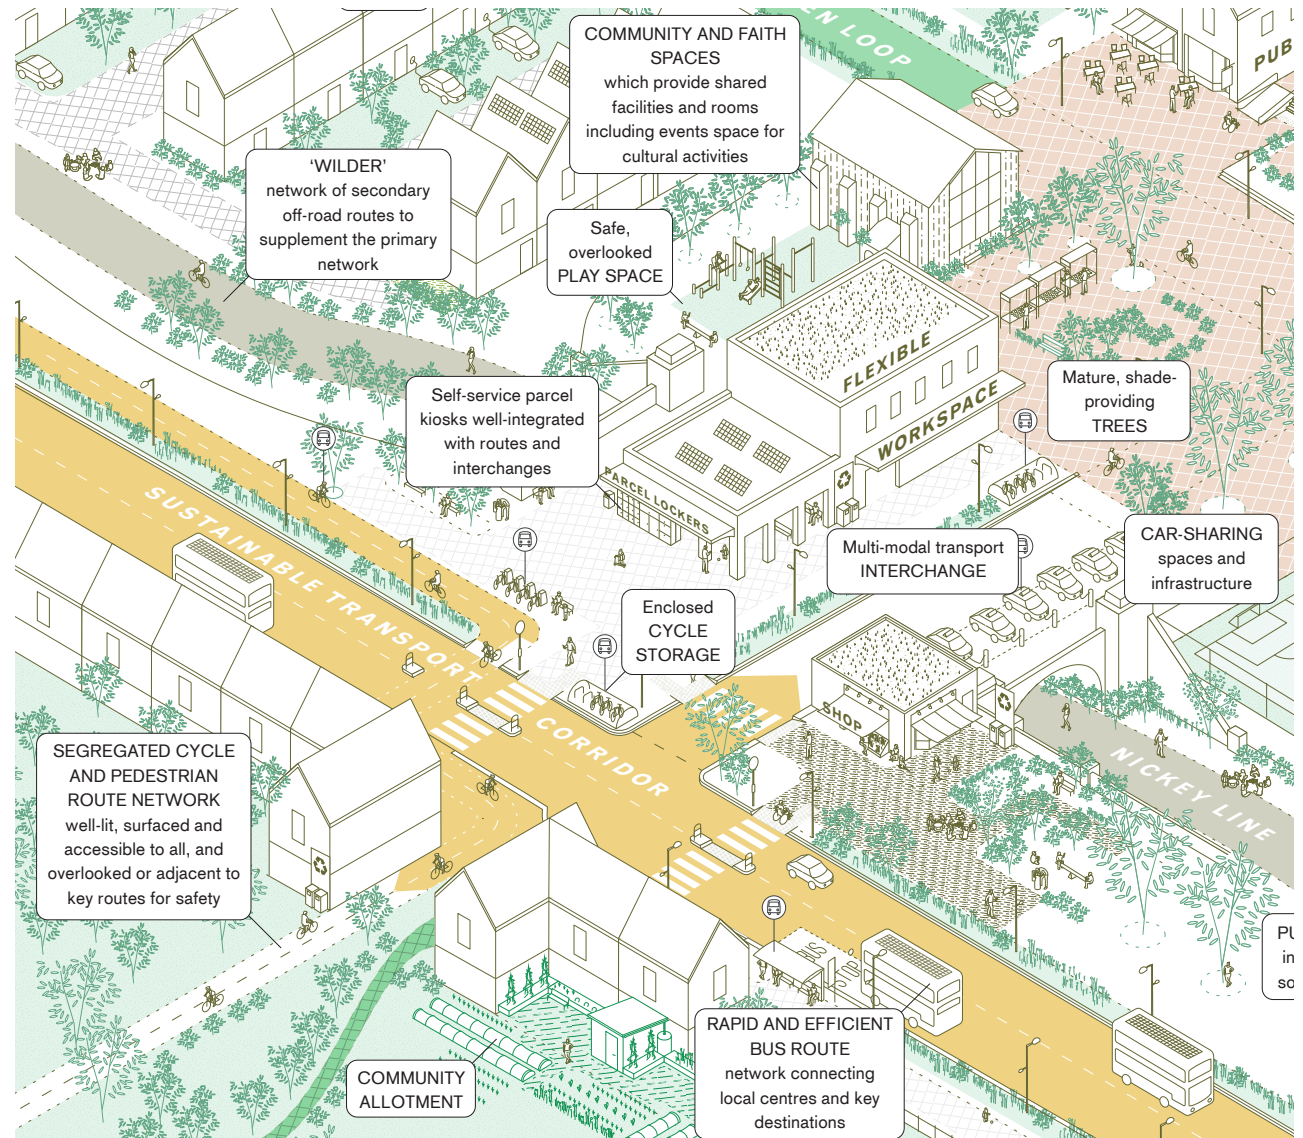 EN LOOP
PUB
COMMUNITY AND FAITH
SPACES
which provide shared
facilities and rooms
including events space for
cultural activities
'WILDER'
network of secondary
off-road routes to
supplement the primary
network
Safe,
overlooked
PLAY SPACE
FLEXIBLE
WORKSPACE
Mature, shade-
providing
TREES
Self-service parcel
kiosks well-integrated
with routes and
interchanges
PARCEL LOCKERS
SUSTAINABLE TRANSPORT
CORRIDOR
Multi-modal transport
INTERCHANGE
CAR-SHARING
spaces and
infrastructure
Enclosed
CYCLE
STORAGE
SHOP
NICKEY LINE
SEGREGATED CYCLE
AND PEDESTRIAN
ROUTE NETWORK
well-lit, surfaced and
accessible to all, and
overlooked or adjacent to
key routes for safety
PU
in
so
COMMUNITY
ALLOTMENT
RAPID AND EFFICIENT
BUS ROUTE
network connecting
local centres and key
destinations